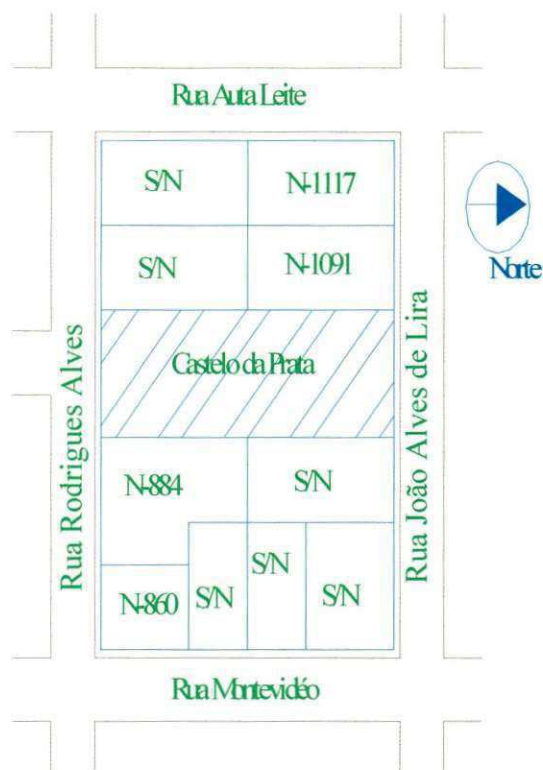 Rua Auta Leite
S/N
N-1117
S/N
N-1091
Norte
Castelo da Prata
Rua Rodrigues Alves
Rua João Alves de Lira
N-884
S/N
S/N
N-860
S/N
S/N
Rua Montevidéo